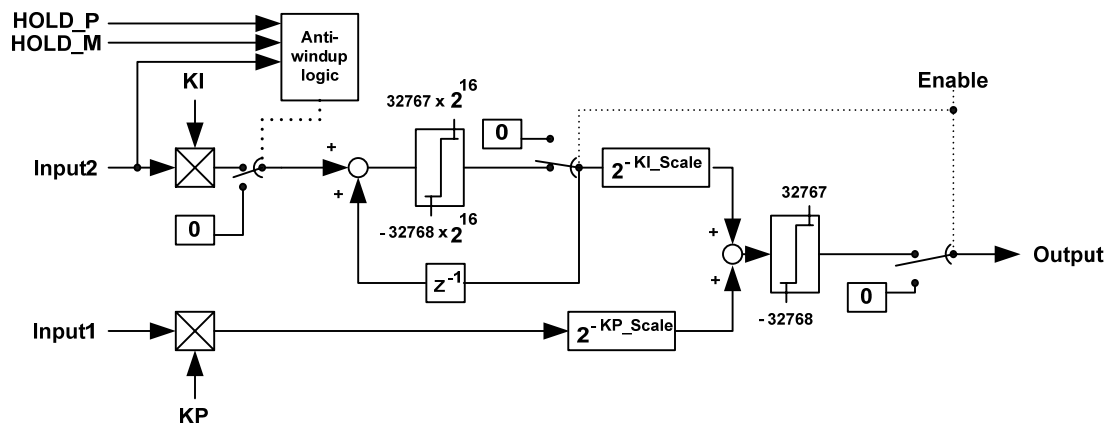 HOLD_P
HOLD_M
Anti-
windup
logic
KI
32767 x 2^16
0
Enable
Input2
0
2^-KI_Scale
32767
-32768 x 2^16
+
+
+
+
Output
z^-1
0
-32768
Input1
2^-KP_Scale
KP